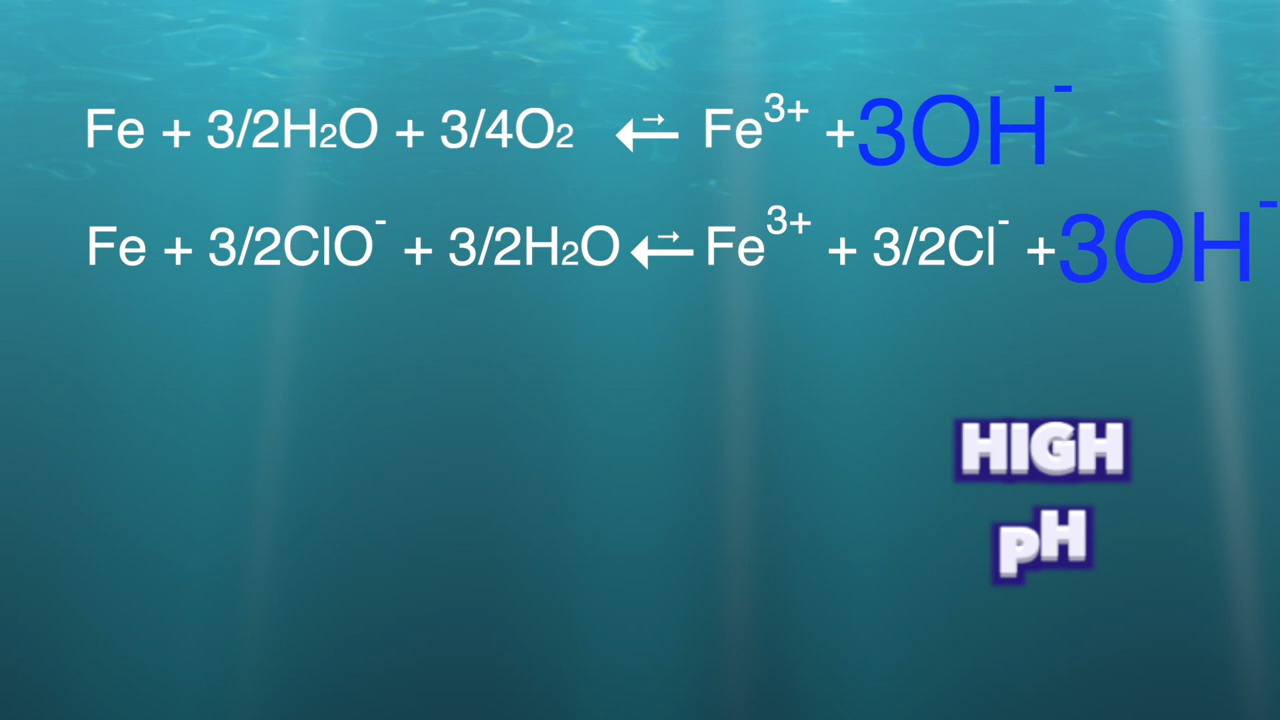 Fe + 3/2H₂O + 3/4O₂ ⇄ Fe³⁺ + 3OH⁻
Fe + 3/2ClO⁻ + 3/2H₂O ⇄ Fe³⁺ + 3/2Cl⁻ + 3OH⁻
HIGH
pH